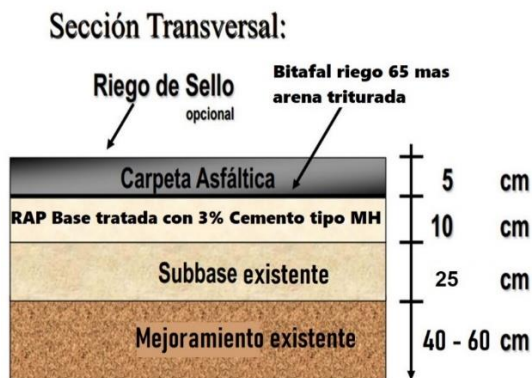 Sección Transversal:
Bitafal riego 65 mas
arena triturada
Riego de Sello
opcional
Carpeta Asfáltica
5 cm
RAP Base tratada con 3% Cemento tipo MH
10 cm
Subbase existente
25 cm
Mejoramiento existente
40 - 60 cm